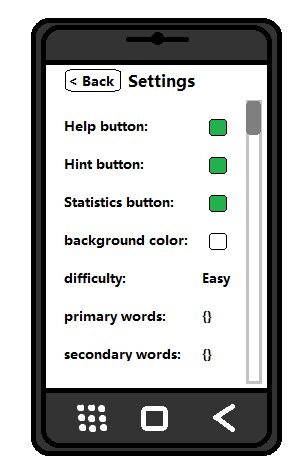 < Back Settings
Help button:
Hint button:
Statistics button:
background color:
difficulty: Easy
primary words: {}
secondary words: {}